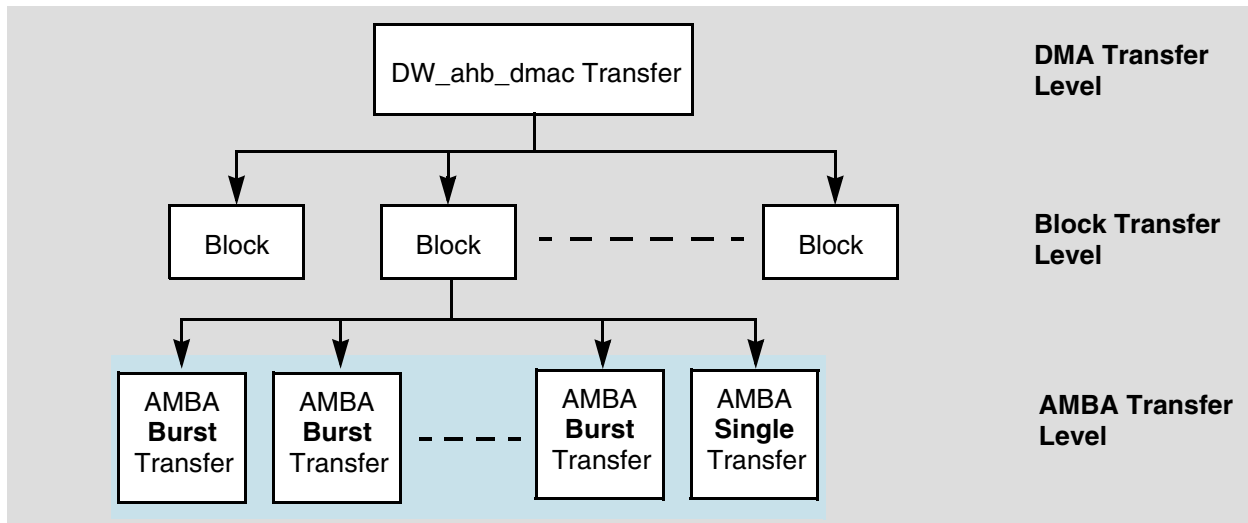 DW_ahb_dmac Transfer
DMA Transfer
Level
Block
Block
Block
Block Transfer
Level
AMBA
Burst
Transfer
AMBA
Burst
Transfer
AMBA
Burst
Transfer
AMBA
Single
Transfer
AMBA Transfer
Level